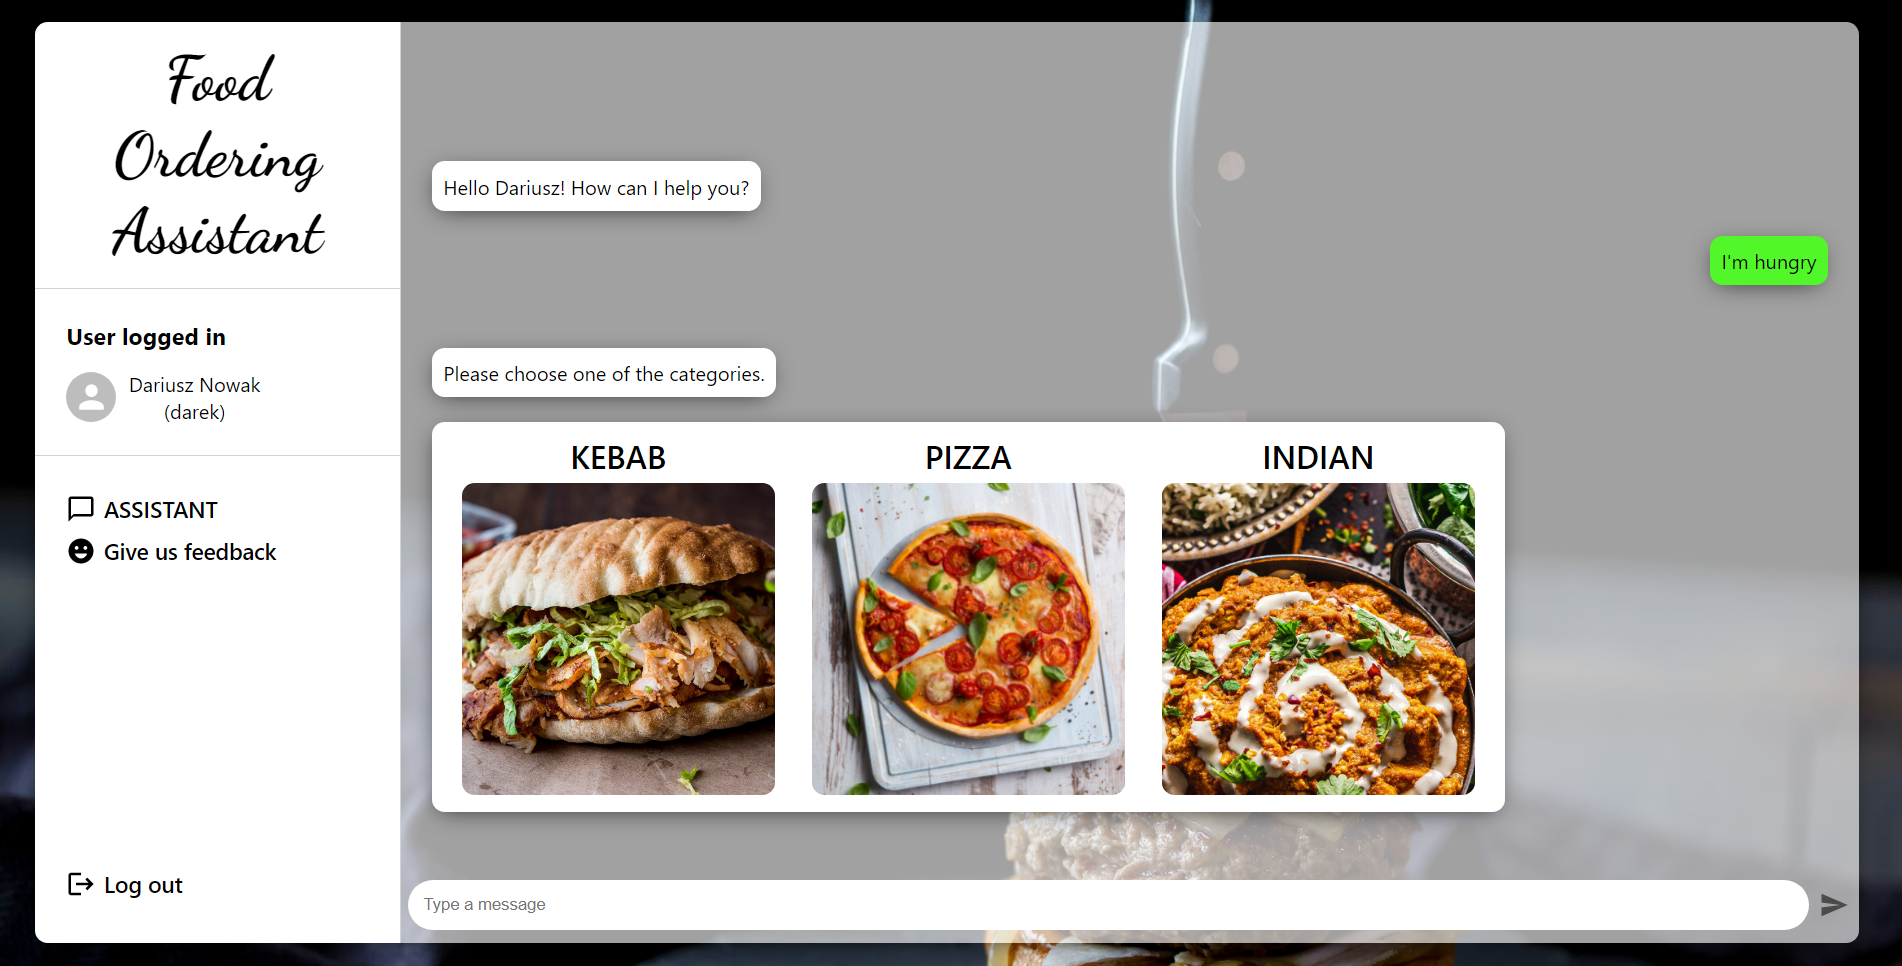 Food
Ordering
Assistant
User logged in
Dariusz Nowak
(darek)
ASSISTANT
Give us feedback
Log out
Hello Dariusz! How can I help you?
I'm hungry
Please choose one of the categories.
KEBAB
PIZZA
INDIAN
Type a message